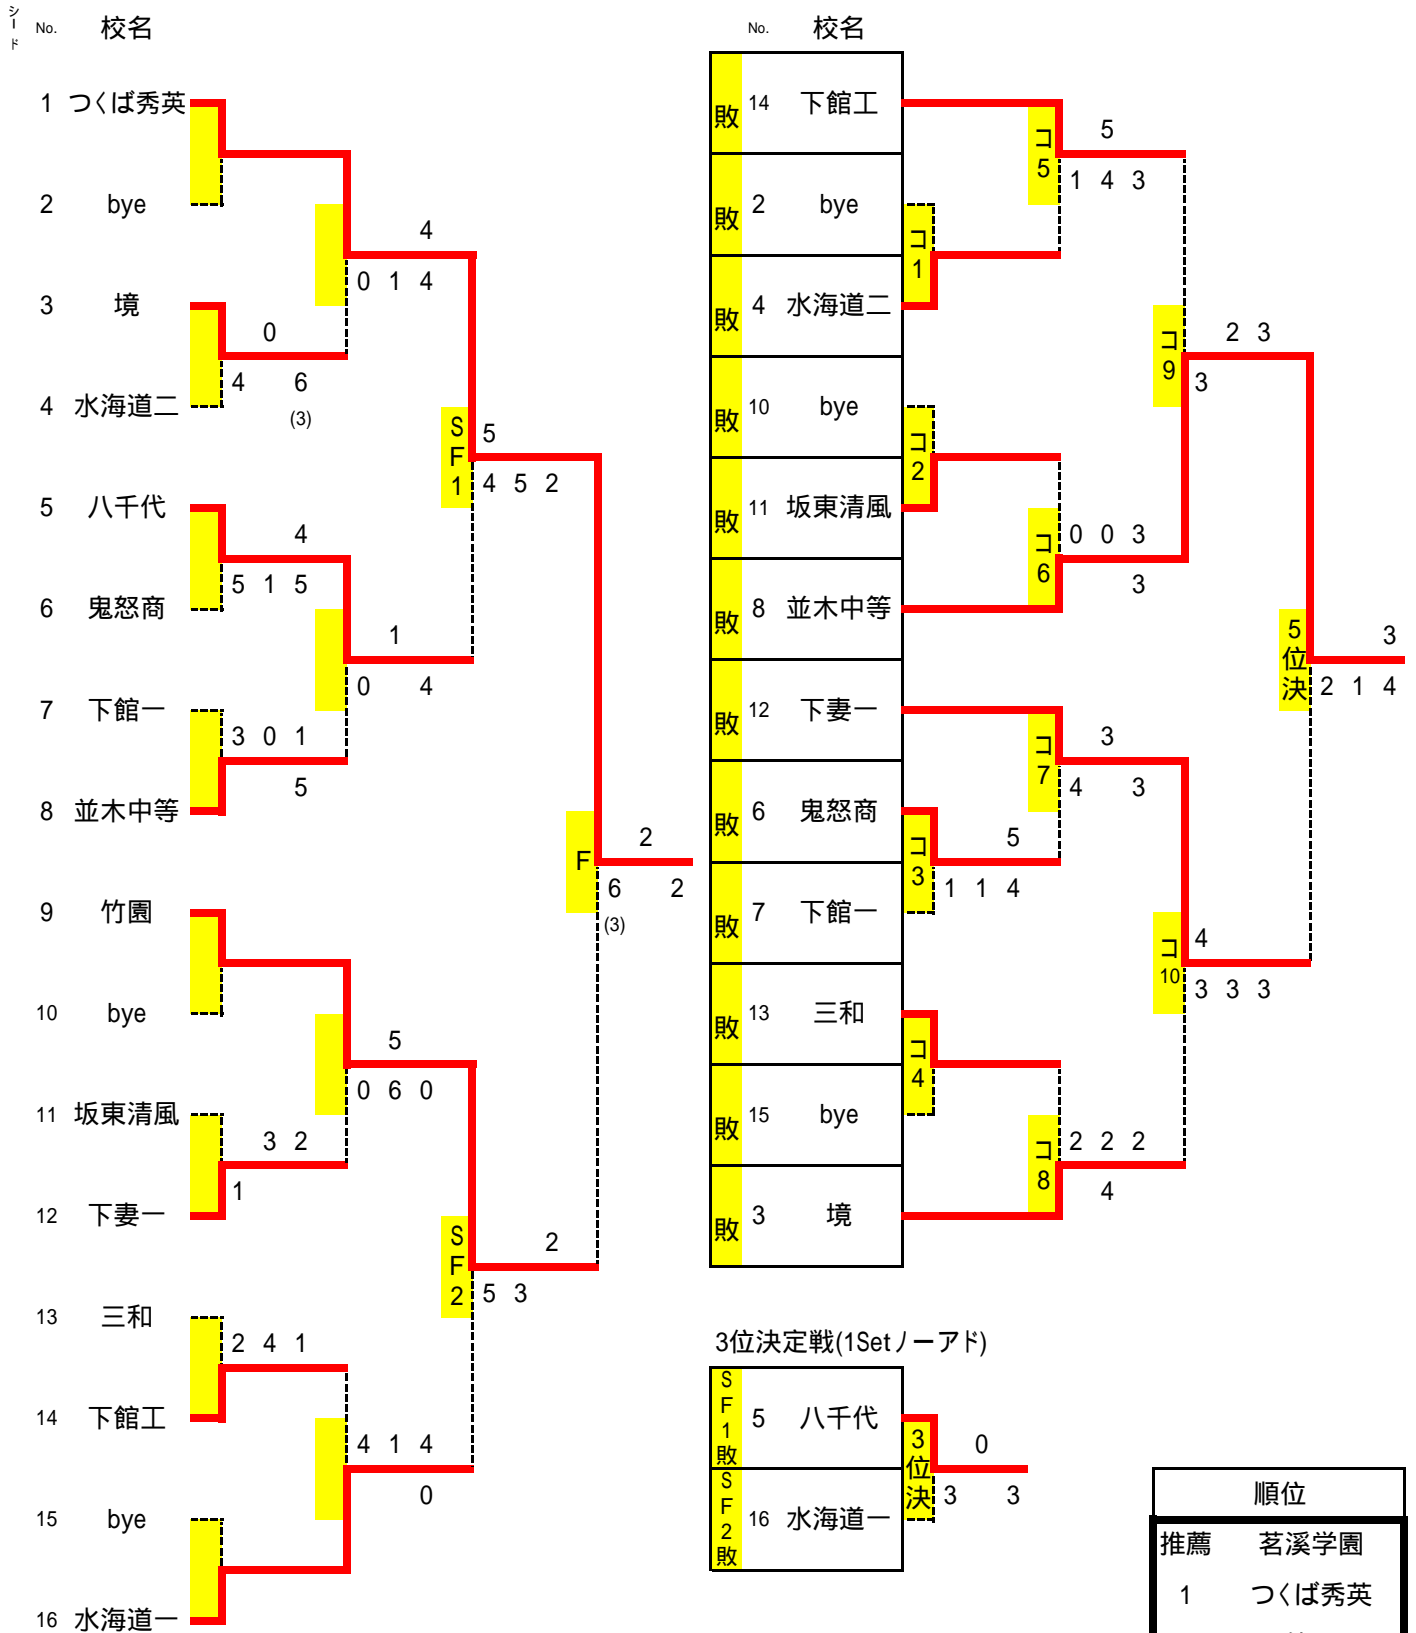 シード No. 校名
1 つくば秀英
2 bye
4
0 1 4
3 境
0
4 6
(3)
4 水海道二
SF1
5
4 5 2
5 八千代
4
5 1 5
6 鬼怒商
1
0 4
7 下館一
3 0 1
5
8 並木中等
F
2
6 2
(3)
9 竹園
10 bye
5
0 6 0
11 坂東清風
3 2
1
12 下妻一
SF2
2
5 3
13 三和
2 4 1
14 下館工
4 1 4
0
15 bye
16 水海道一
No. 校名
敗 14 下館工
コ5
5
1 4 3
敗 2 bye
コ1
敗 4 水海道二
コ9
2 3
3
敗 10 bye
コ2
敗 11 坂東清風
コ6
0 0 3
3
敗 8 並木中等
5位決
3
2 1 4
敗 12 下妻一
コ7
3
4 3
敗 6 鬼怒商
コ3
5
1 1 4
敗 7 下館一
コ10
4
3 3 3
敗 13 三和
コ4
敗 15 bye
コ8
2 2 2
4
敗 3 境
3位決定戦(1Setノーアド)
SF1敗 5 八千代
3位決
0
3 3
SF2敗 16 水海道一
順位
推薦 茗溪学園
1 つくば秀英